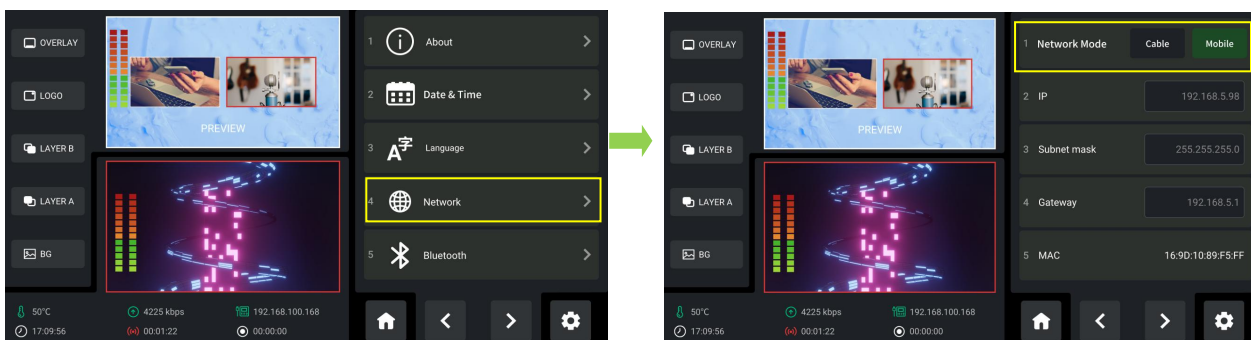 OVERLAY
LOGO
LAYER B
LAYER A
BG
PREVIEW
1 About
2 Date & Time
3 A字 Language
4 Network
5 Bluetooth
50°C 4225 kbps 192.168.100.168
17:09:56 00:01:22 00:00:00
OVERLAY
LOGO
LAYER B
LAYER A
BG
PREVIEW
1 Network Mode Cable Mobile
2 IP 192.168.5.98
3 Subnet mask 255.255.255.0
4 Gateway 192.168.5.1
5 MAC 16:9D:10:89:F5:FF
50°C 4225 kbps 192.168.100.168
17:09:56 00:01:22 00:00:00